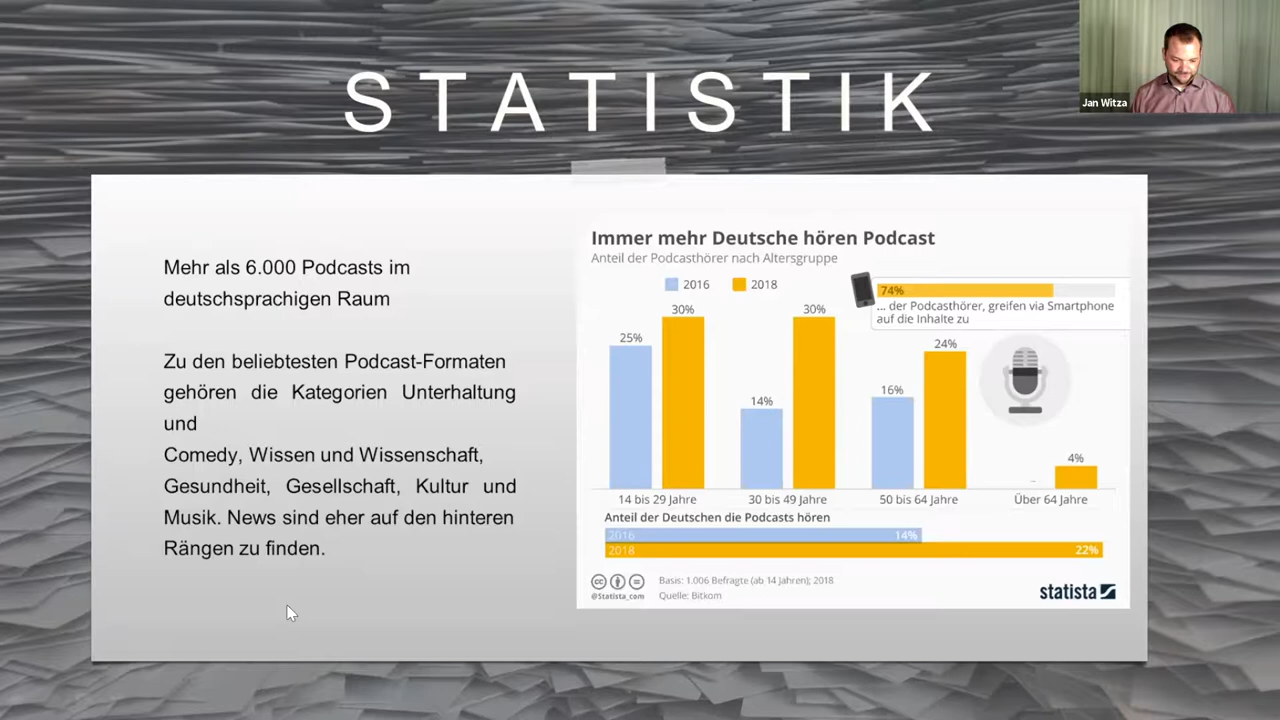 STATISTIK
Jan Witza
Mehr als 6.000 Podcasts im
deutschsprachigen Raum
Zu den beliebtesten Podcast-Formaten
gehören die Kategorien Unterhaltung
und
Comedy, Wissen und Wissenschaft,
Gesundheit, Gesellschaft, Kultur und
Musik. News sind eher auf den hinteren
Rängen zu finden.
Immer mehr Deutsche hören Podcast
Anteil der Podcasthörer nach Altersgruppe
2016 2018
74%
... der Podcasthörer, greifen via Smartphone
auf die Inhalte zu
25% 30% 14% 30% 16% 24% - 4%
14 bis 29 Jahre 30 bis 49 Jahre 50 bis 64 Jahre Über 64 Jahre
Anteil der Deutschen die Podcasts hören
2016 14%
2018 22%
cc
@Statista_com
Basis: 1.006 Befragte (ab 14 Jahren); 2018
Quelle: Bitkom
statista